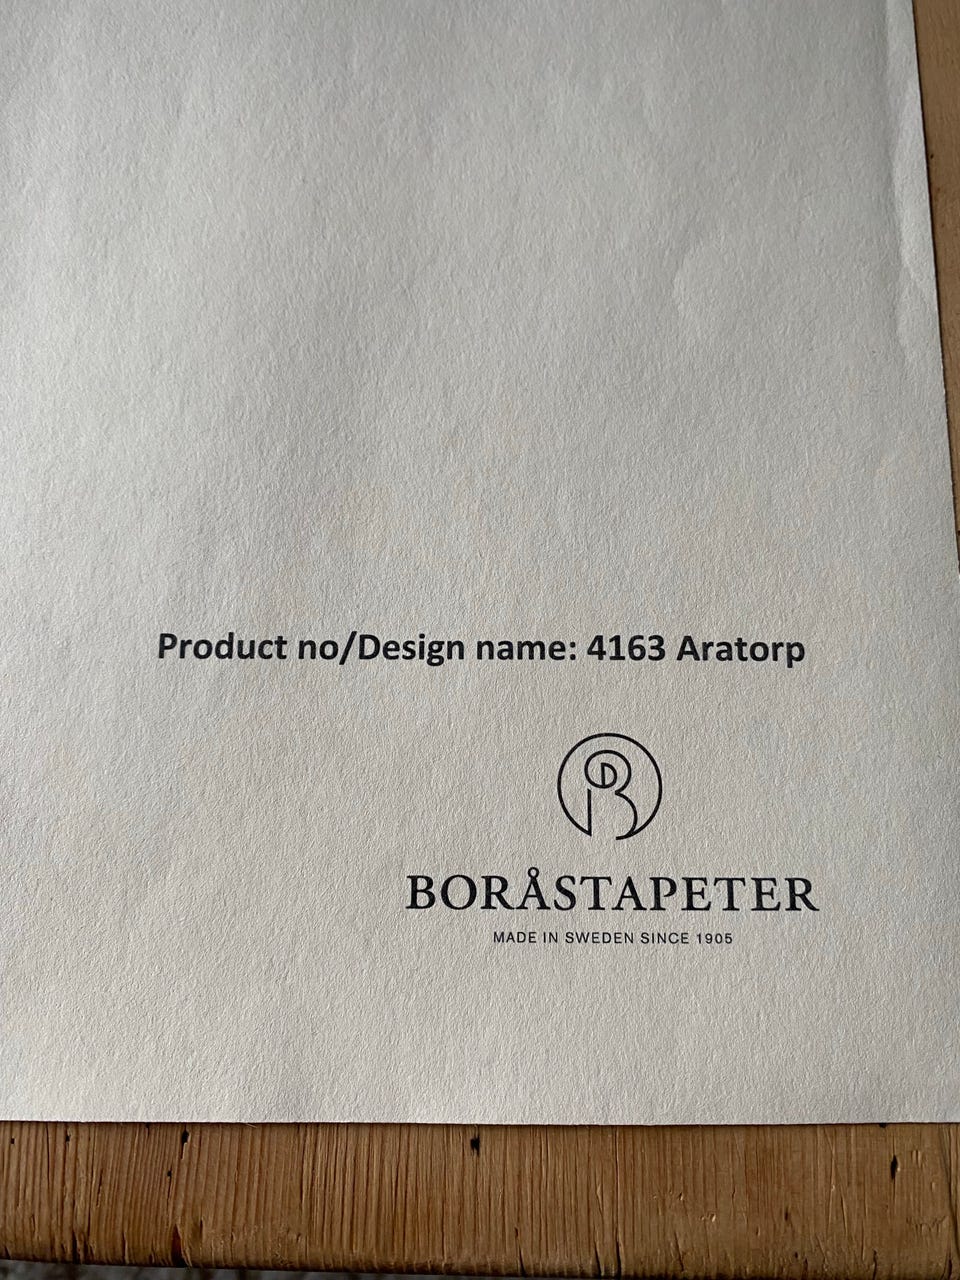 Product no/Design name: 4163 Aratorp
BORÅSTAPETER
MADE IN SWEDEN SINCE 1905